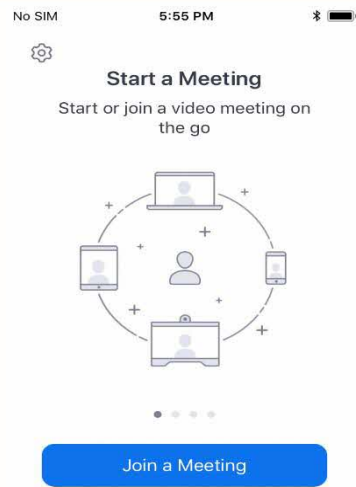 No SIM 5:55 PM
Start a Meeting
Start or join a video meeting on
the go
Join a Meeting